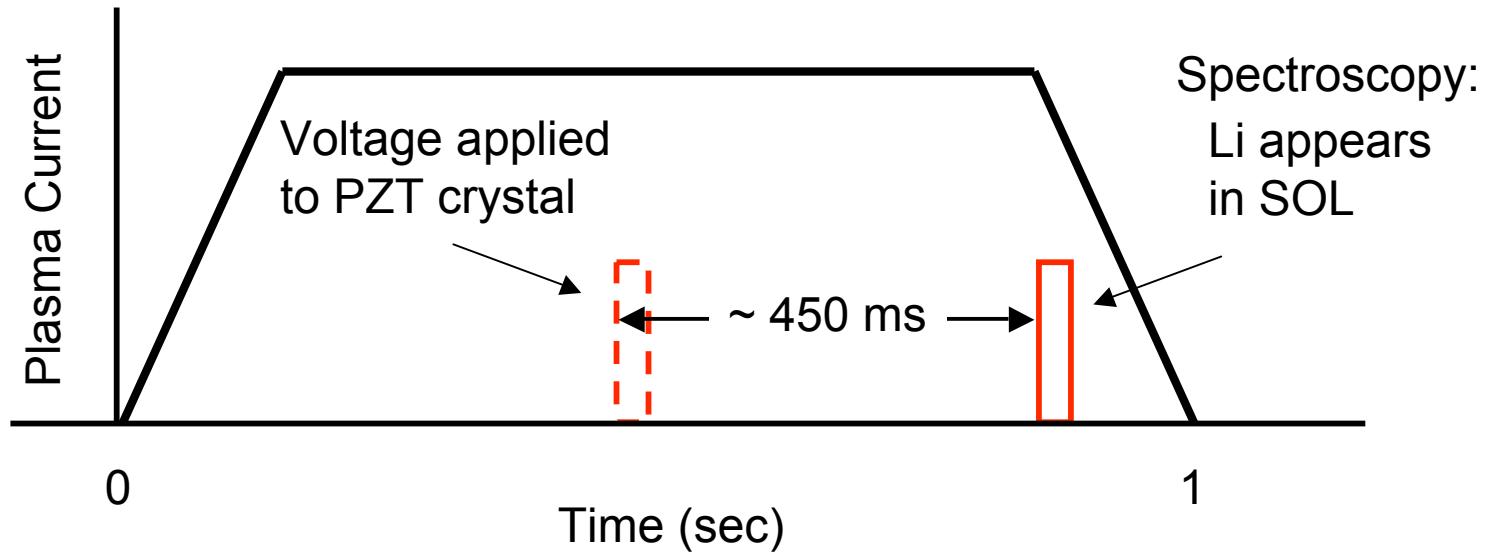 Plasma Current
Spectroscopy:
Li appears
in SOL
Voltage applied
to PZT crystal
~ 450 ms
0
1
Time (sec)